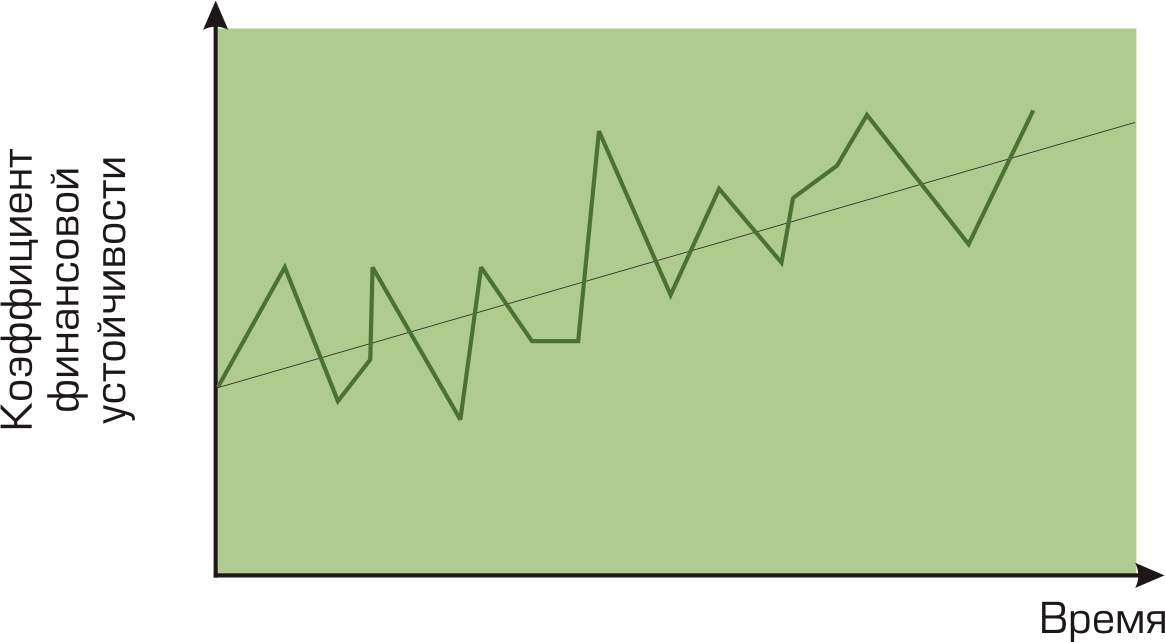 Коэффициент
финансовой
устойчивости
Время